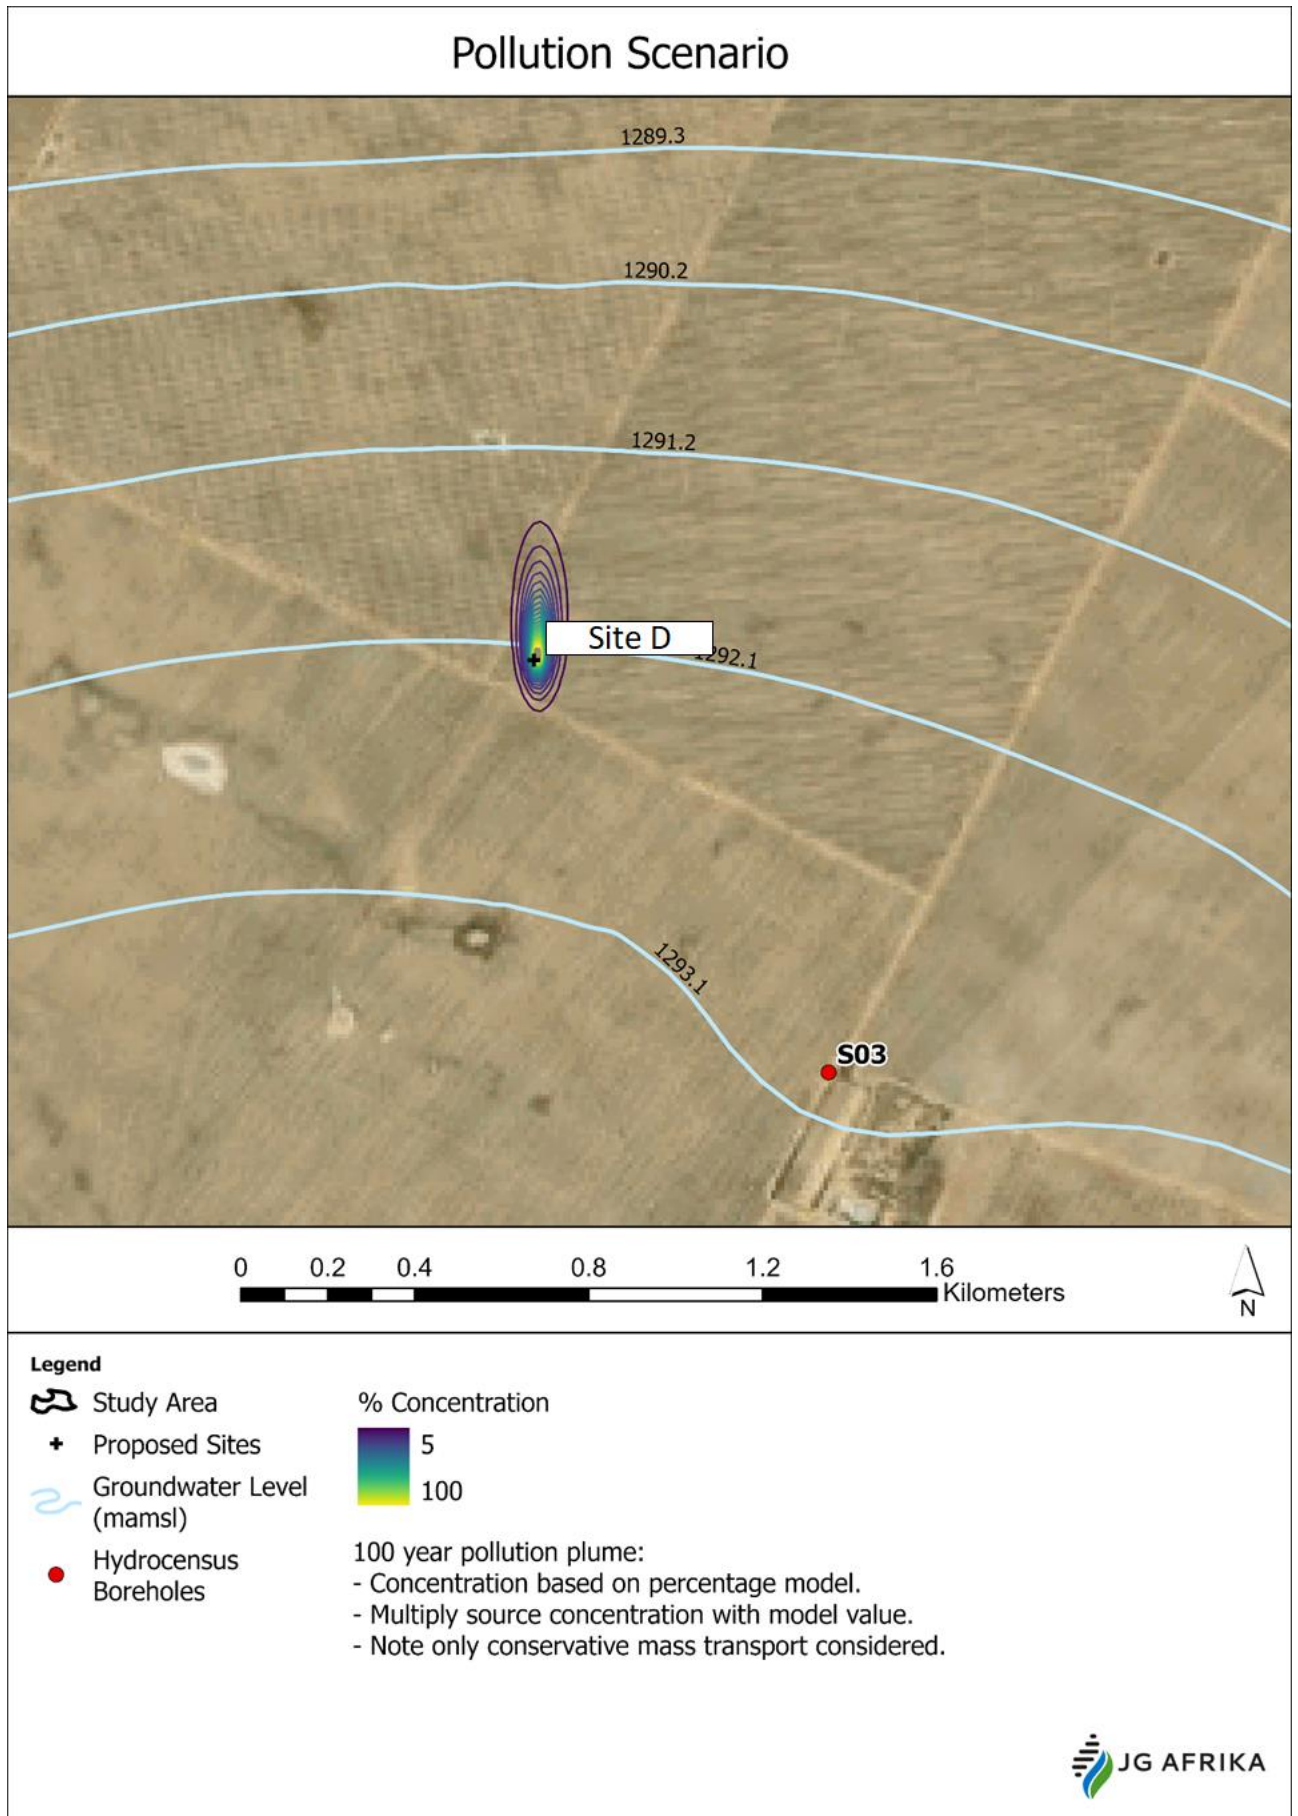 Pollution Scenario
1289.3
1290.2
1291.2
Site D
1292.1
1293.1
S03
0 0.2 0.4 0.8 1.2 1.6
Kilometers
N
Legend
Study Area
Proposed Sites
Groundwater Level
(mamsl)
Hydrocensus
Boreholes
% Concentration
5
100
100 year pollution plume:
- Concentration based on percentage model.
- Multiply source concentration with model value.
- Note only conservative mass transport considered.
JG AFRIKA